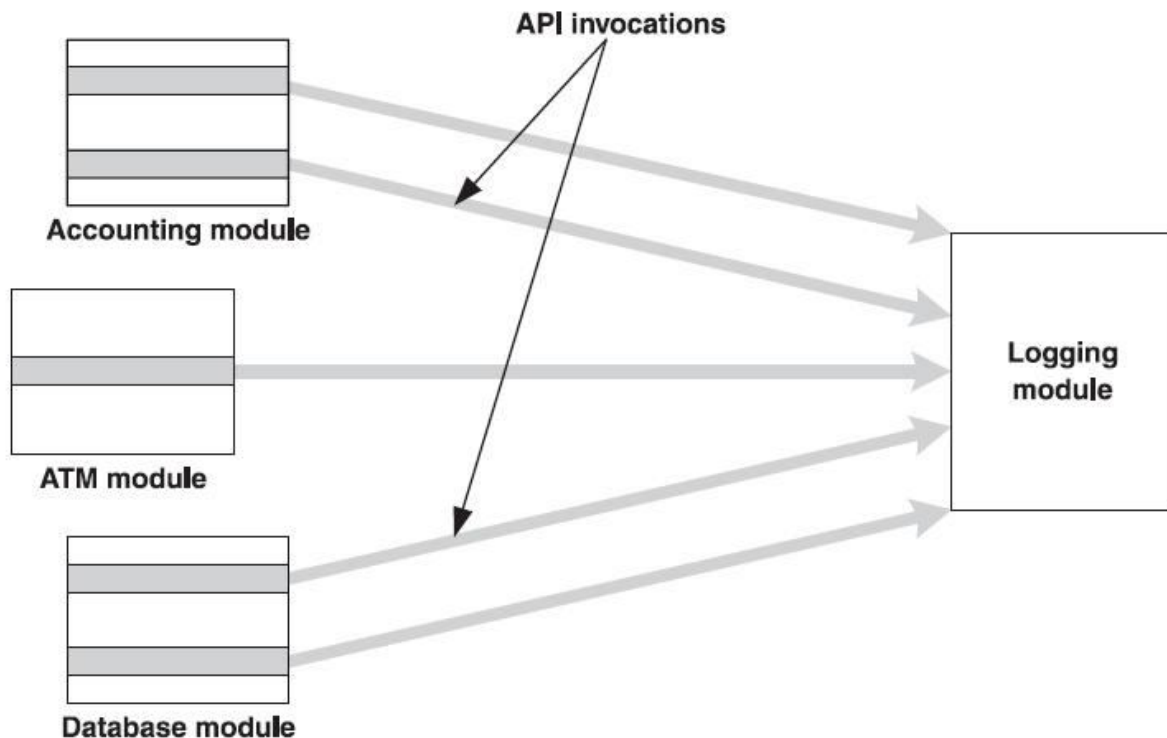 API invocations
Accounting module
Logging
module
ATM module
Database module